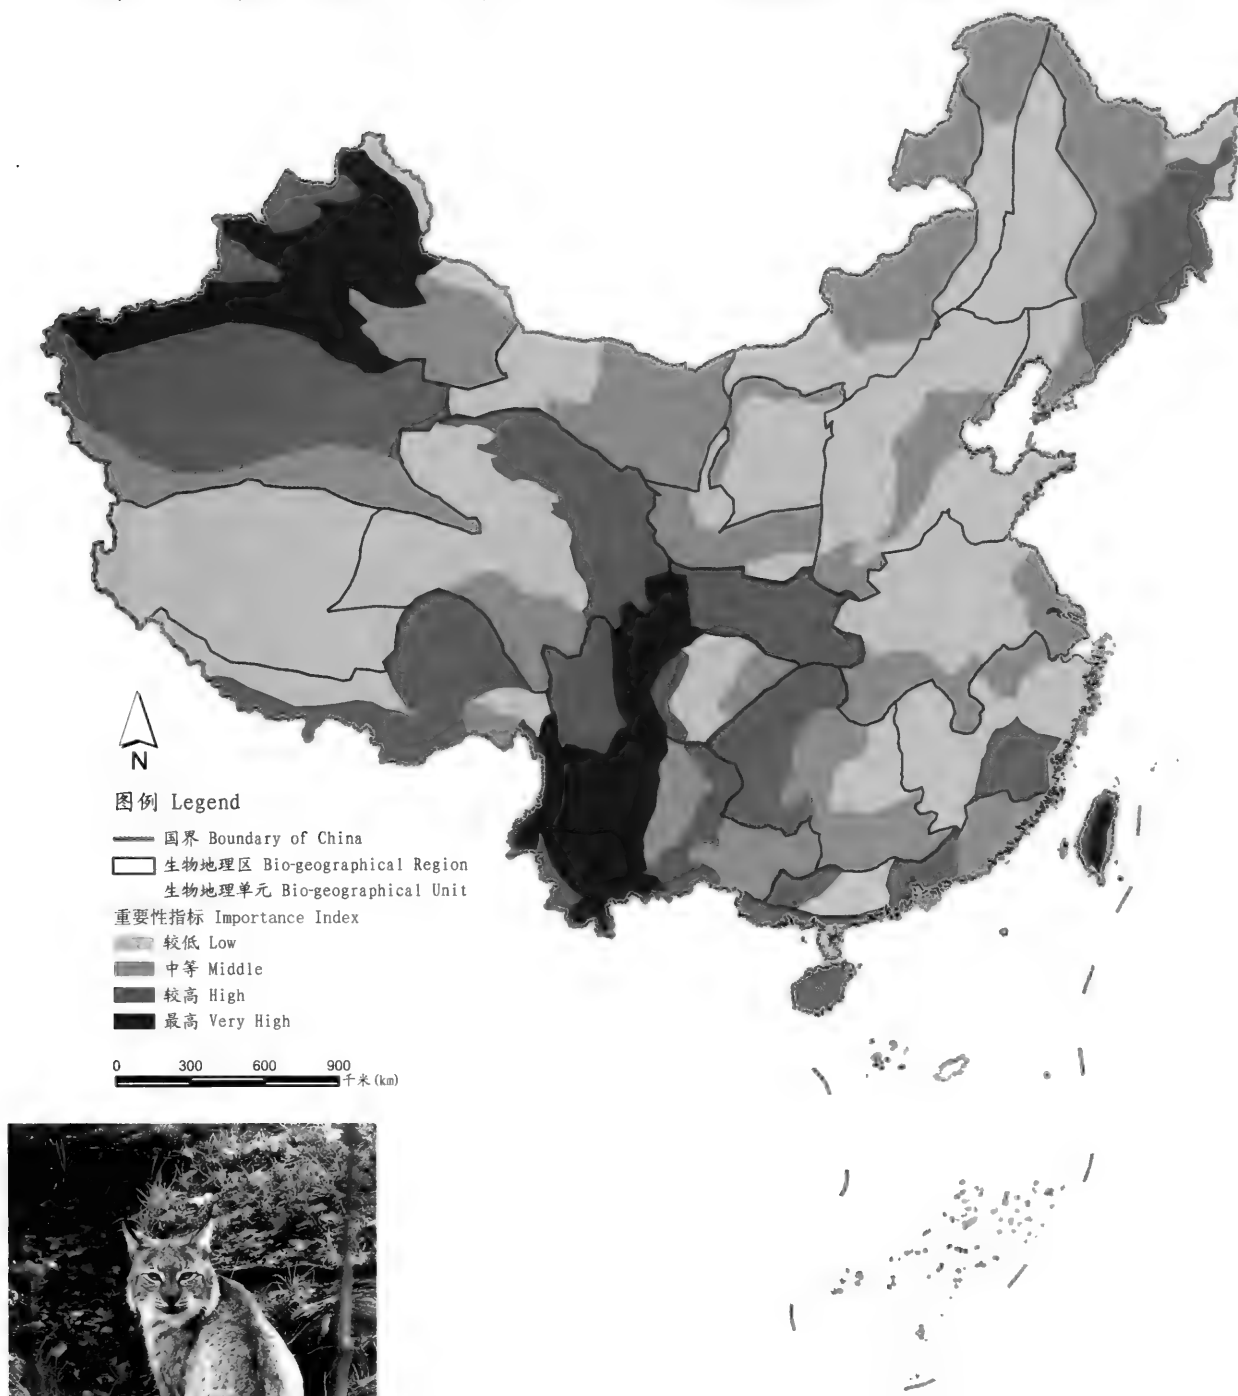 N
图例 Legend
国界 Boundary of China
生物地理区 Bio-geographical Region
生物地理单元 Bio-geographical Unit
重要性指标 Importance Index
较低 Low
中等 Middle
较高 High
最高 Very High
0 300 600 900
千米(km)